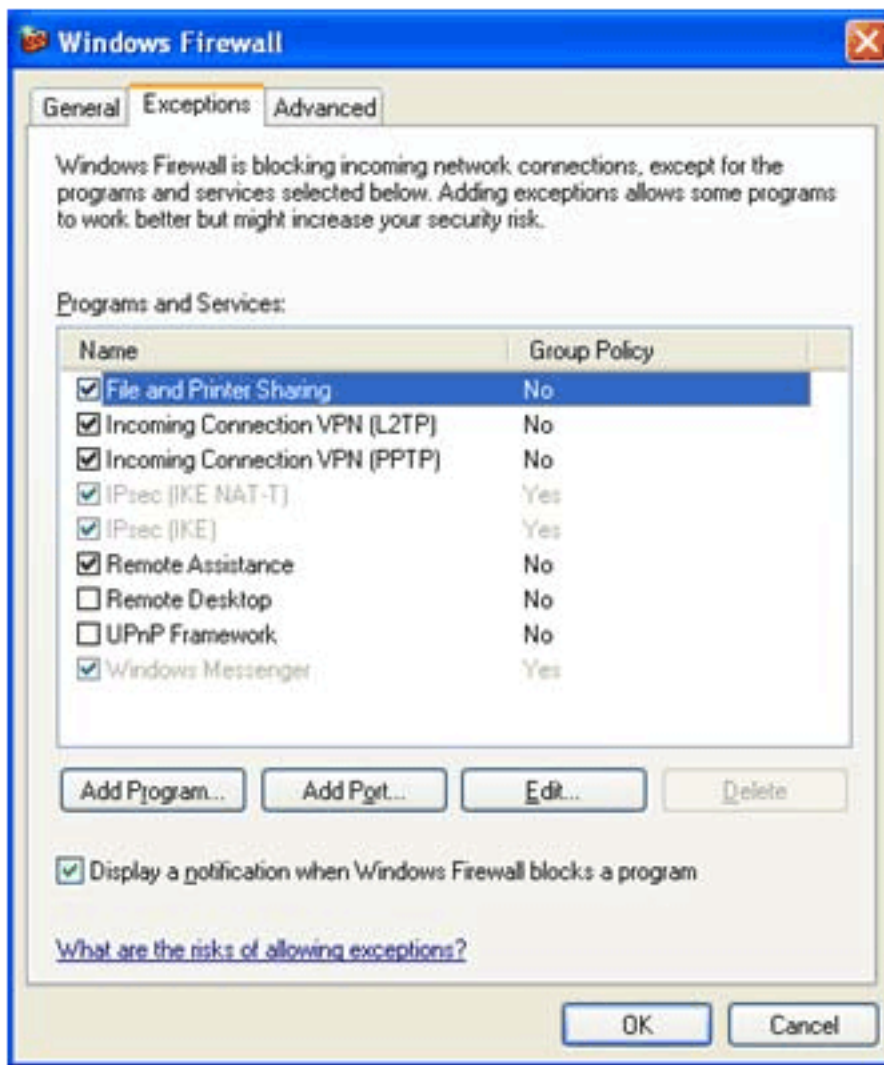 Windows Firewall
General Exceptions Advanced
Windows Firewall is blocking incoming network connections, except for the
programs and services selected below. Adding exceptions allows some programs
to work better but might increase your security risk.
Programs and Services:
Name Group Policy
File and Printer Sharing No
Incoming Connection VPN (L2TP) No
Incoming Connection VPN (PPTP) No
IPsec (IKE NAT-T) Yes
IPsec (IKE) Yes
Remote Assistance No
Remote Desktop No
UPnP Framework No
Windows Messenger Yes
Add Program... Add Port... Edit... Delete
Display a notification when Windows Firewall blocks a program
What are the risks of allowing exceptions?
OK Cancel